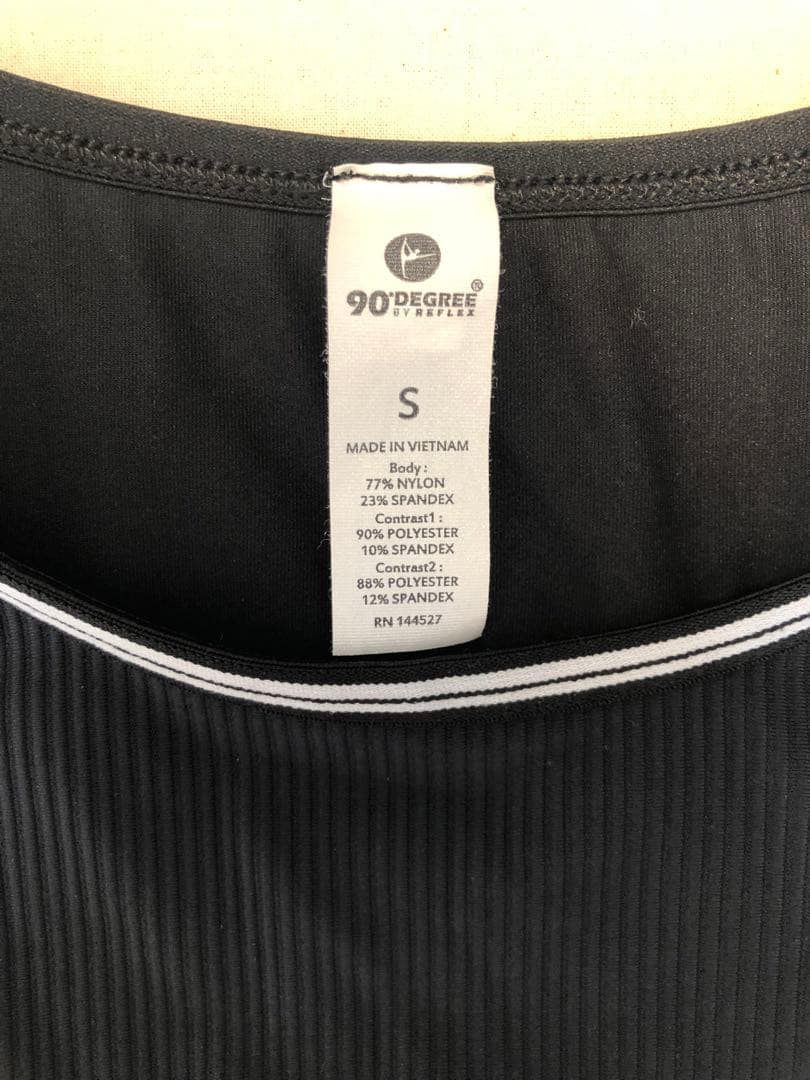 90°DEGREE®
BY REFLEX
S
MADE IN VIETNAM
Body :
77% NYLON
23% SPANDEX
Contrast1 :
90% POLYESTER
10% SPANDEX
Contrast2 :
88% POLYESTER
12% SPANDEX
RN 144527